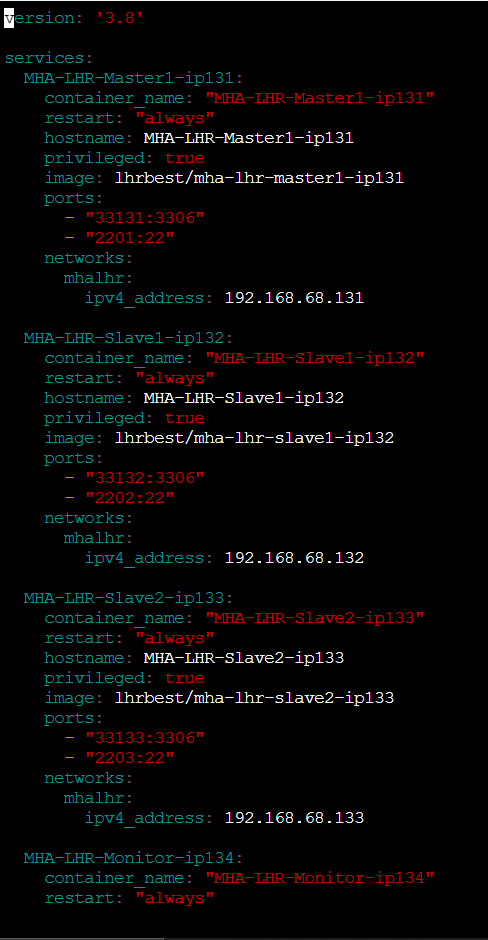 version: '3.8'
services:
  MHA-LHR-Master1-ip131:
    container_name: "MHA-LHR-Master1-ip131"
    restart: "always"
    hostname: MHA-LHR-Master1-ip131
    privileged: true
    image: lhrbest/mha-lhr-master1-ip131
    ports:
      - "33131:3306"
      - "2201:22"
    networks:
      mhalhr:
        ipv4_address: 192.168.68.131
  MHA-LHR-Slave1-ip132:
    container_name: "MHA-LHR-Slave1-ip132"
    restart: "always"
    hostname: MHA-LHR-Slave1-ip132
    privileged: true
    image: lhrbest/mha-lhr-slave1-ip132
    ports:
      - "33132:3306"
      - "2202:22"
    networks:
      mhalhr:
        ipv4_address: 192.168.68.132
  MHA-LHR-Slave2-ip133:
    container_name: "MHA-LHR-Slave2-ip133"
    restart: "always"
    hostname: MHA-LHR-Slave2-ip133
    privileged: true
    image: lhrbest/mha-lhr-slave2-ip133
    ports:
      - "33133:3306"
      - "2203:22"
    networks:
      mhalhr:
        ipv4_address: 192.168.68.133
  MHA-LHR-Monitor-ip134:
    container_name: "MHA-LHR-Monitor-ip134"
    restart: "always"